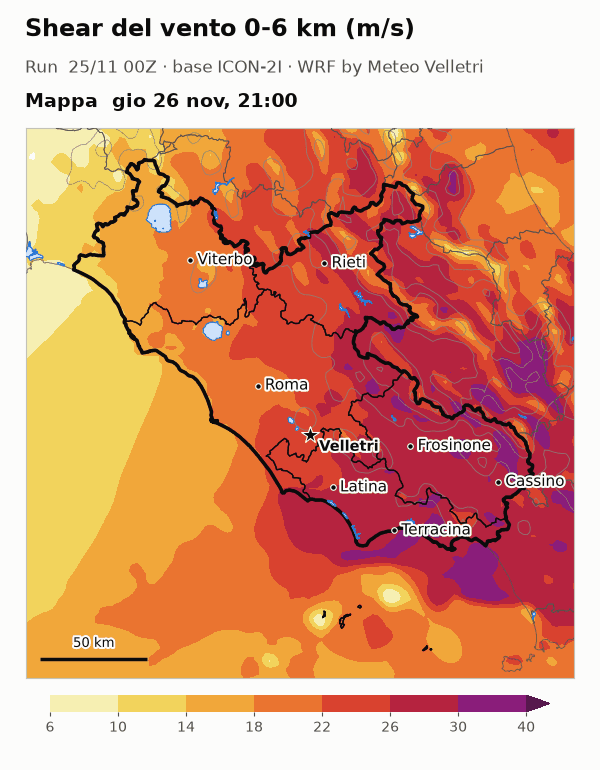 Shear del vento 0-6 km (m/s)
Run  25/11 00Z · base ICON-2I · WRF by Meteo Velletri
Mappa  gio 26 nov, 21:00
Viterbo
Rieti
Roma
Velletri
Frosinone
Latina
Cassino
Terracina
50 km
6 10 14 18 22 26 30 40